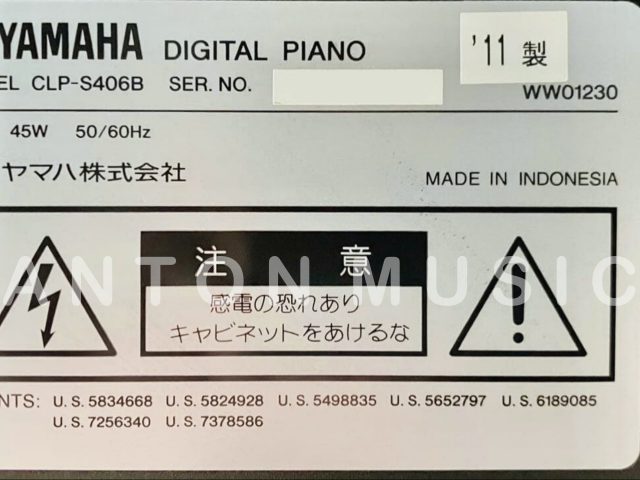 YAMAHA DIGITAL PIANO '11 製
EL CLP-S406B SER. NO.
WW01230
45W 50/60Hz
ヤマハ株式会社
MADE IN INDONESIA
注意
感電の恐れあり
キャビネットをあけるな
ANTON MUSIC
NTS: U.S.5834668 U.S.5824928 U.S.5498835 U.S.5652797 U.S.6189085
U.S.7256340 U.S.7378586